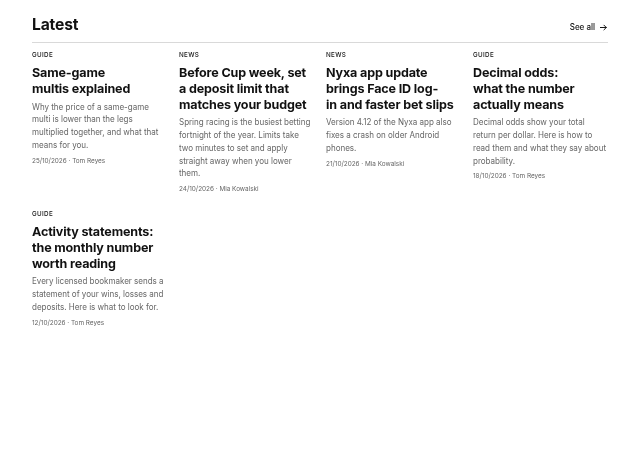 Latest
See all →
GUIDE
Same-game
multis explained
Why the price of a same-game
multi is lower than the legs
multiplied together, and what that
means for you.
25/10/2026 · Tom Reyes
NEWS
Before Cup week, set
a deposit limit that
matches your budget
Spring racing is the busiest betting
fortnight of the year. Limits take
two minutes to set and apply
straight away when you lower
them.
24/10/2026 · Mia Kowalski
NEWS
Nyxa app update
brings Face ID log-
in and faster bet slips
Version 4.12 of the Nyxa app also
fixes a crash on older Android
phones.
21/10/2026 · Mia Kowalski
GUIDE
Decimal odds:
what the number
actually means
Decimal odds show your total
return per dollar. Here is how to
read them and what they say about
probability.
18/10/2026 · Tom Reyes
GUIDE
Activity statements:
the monthly number
worth reading
Every licensed bookmaker sends a
statement of your wins, losses and
deposits. Here is what to look for.
12/10/2026 · Tom Reyes